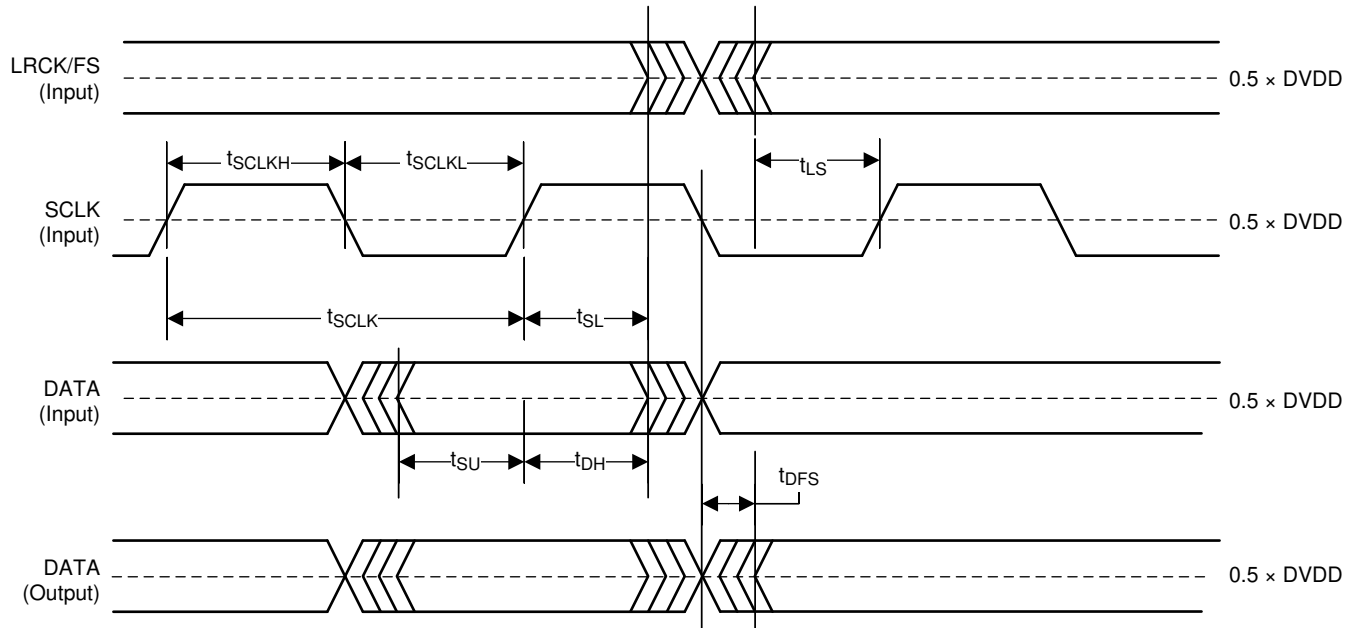 LRCK/FS
(Input)
0.5 × DVDD
tSCLKH
tSCLKL
tLS
SCLK
(Input)
0.5 × DVDD
tSCLK
tSL
DATA
(Input)
0.5 × DVDD
tSU
tDH
tDFS
DATA
(Output)
0.5 × DVDD